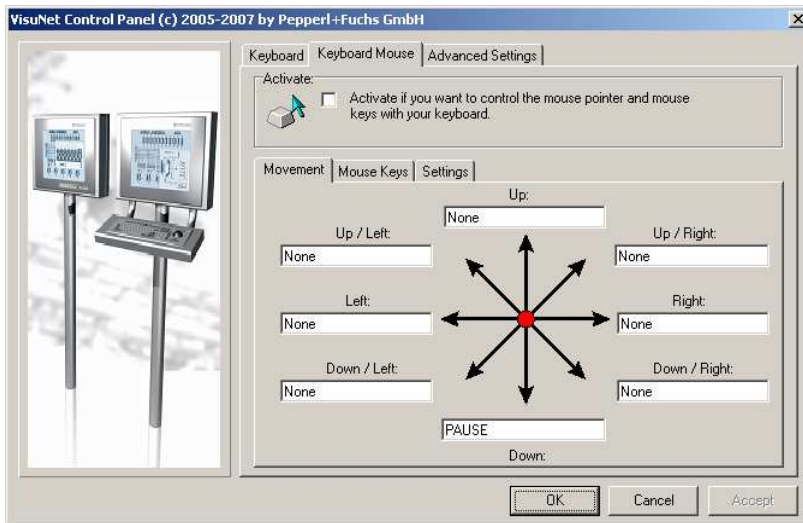 VisuNet Control Panel (c) 2005-2007 by Pepperl+Fuchs GmbH
Keyboard
Keyboard Mouse
Advanced Settings
Activate:
Activate if you want to control the mouse pointer and mouse
keys with your keyboard.
Movement
Mouse Keys
Settings
Up:
None
Up / Left:
None
Up / Right:
None
Left:
None
Right:
None
Down / Left:
None
Down / Right:
None
PAUSE
Down:
OK
Cancel
Accept